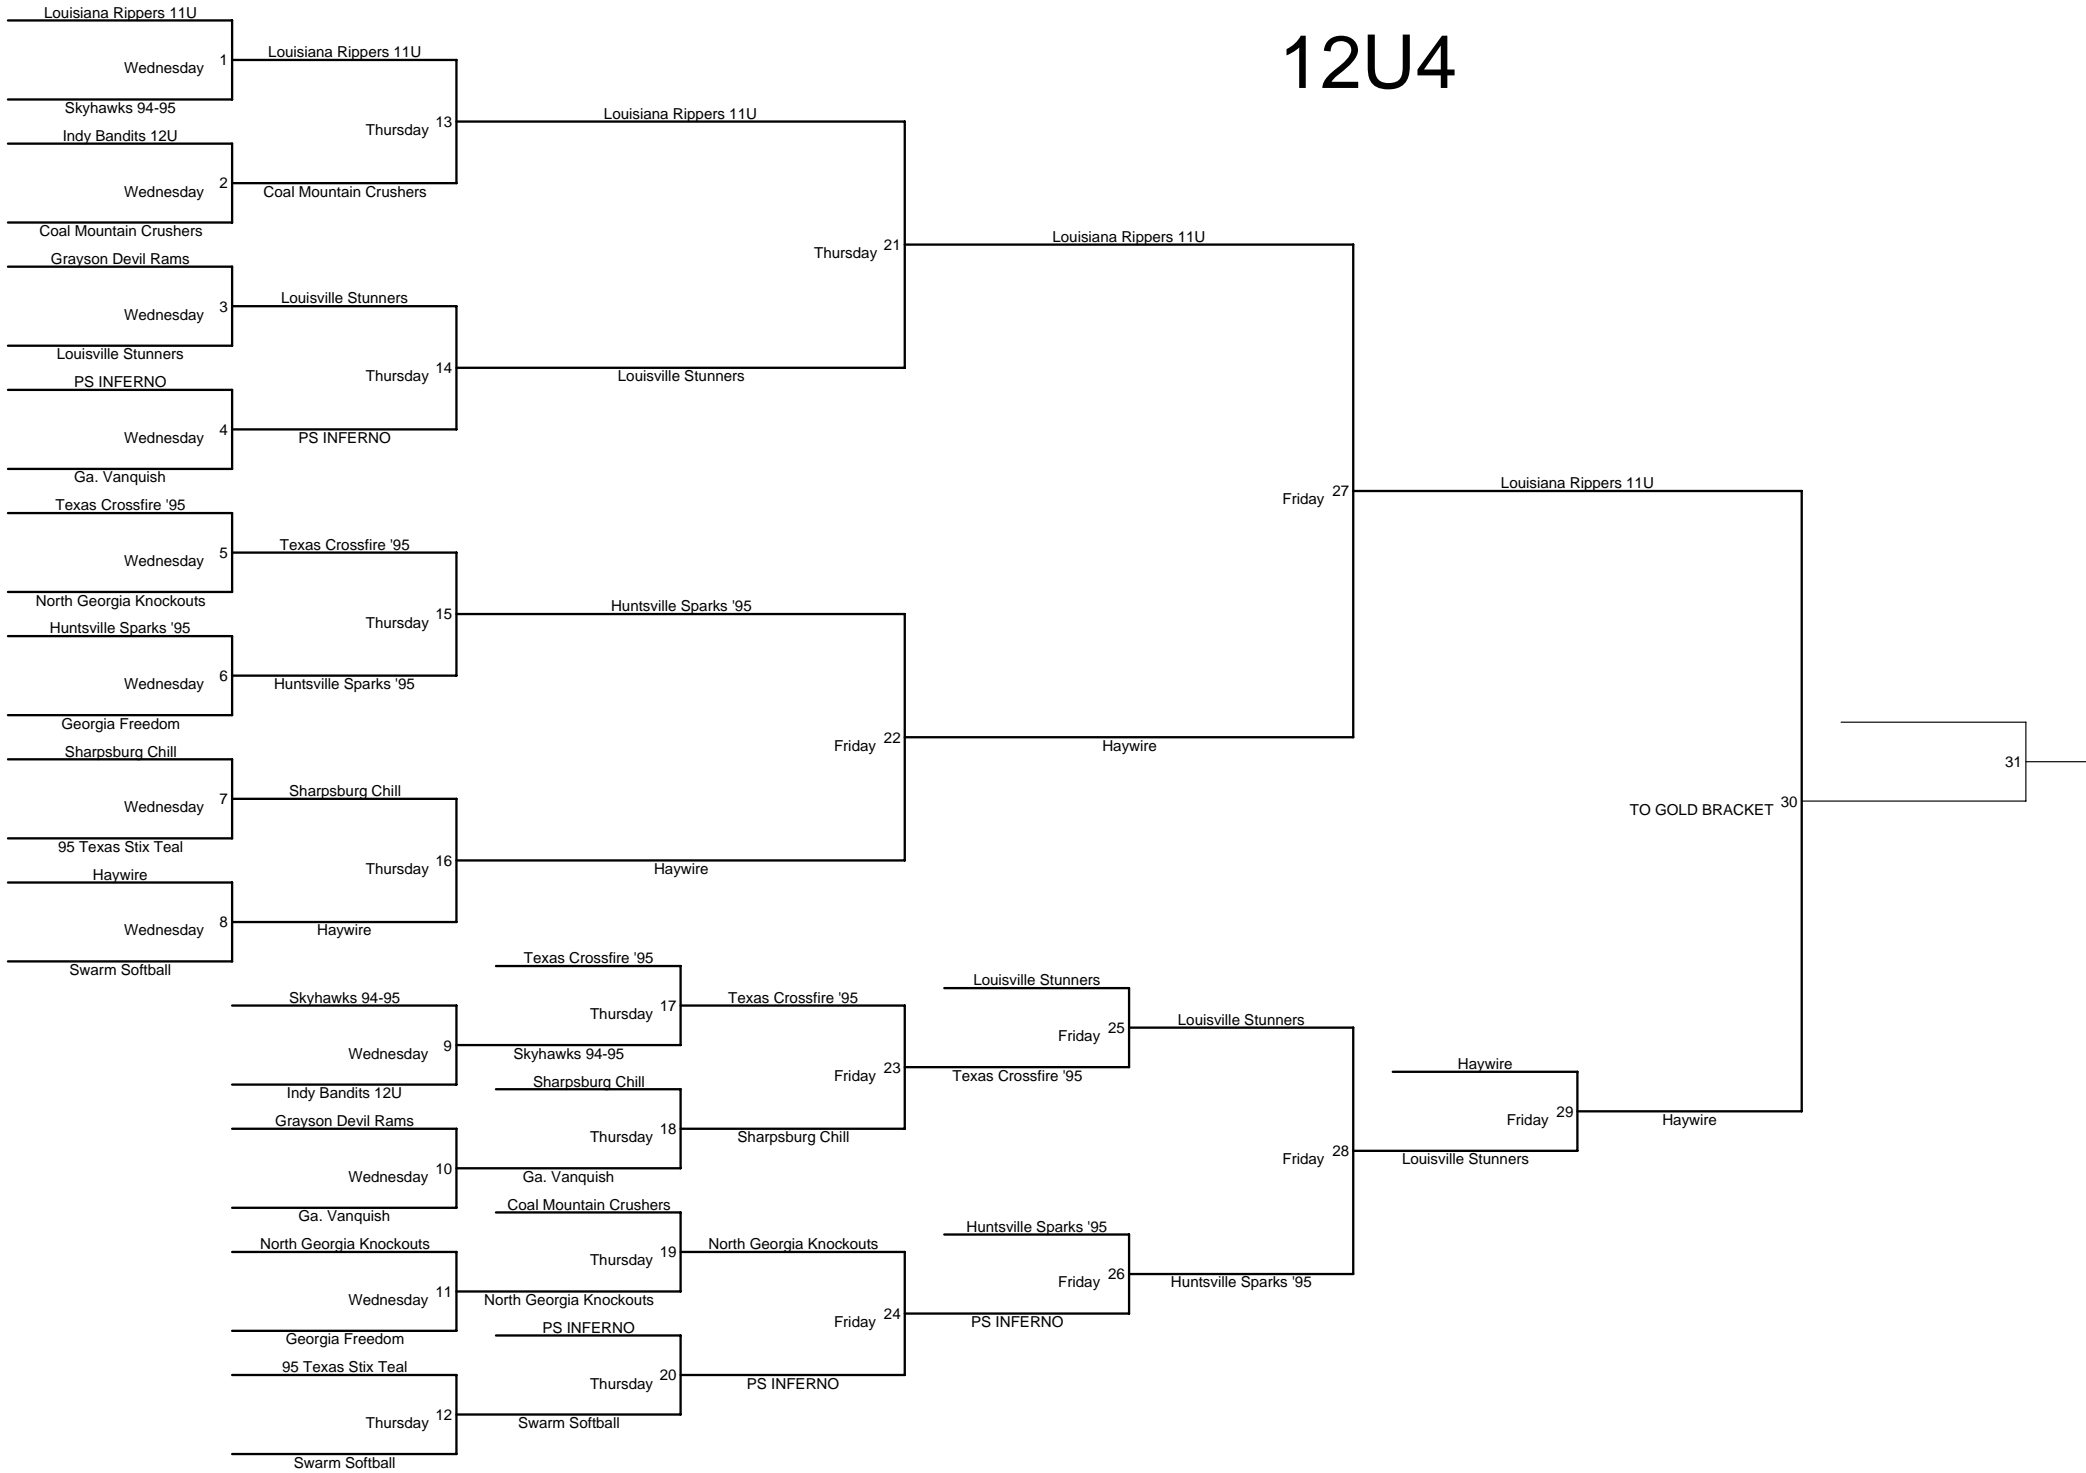 12U4
Louisiana Rippers 11U
Wednesday 1
Skyhawks 94-95
Indy Bandits 12U
Wednesday 2
Coal Mountain Crushers
Grayson Devil Rams
Wednesday 3
Louisville Stunners
PS INFERNO
Wednesday 4
Ga. Vanquish
Texas Crossfire '95
Wednesday 5
North Georgia Knockouts
Huntsville Sparks '95
Wednesday 6
Georgia Freedom
Sharpsburg Chill
Wednesday 7
95 Texas Stix Teal
Haywire
Wednesday 8
Swarm Softball
Louisiana Rippers 11U
Thursday 13
Coal Mountain Crushers
Louisville Stunners
Thursday 14
PS INFERNO
Texas Crossfire '95
Thursday 15
Huntsville Sparks '95
Sharpsburg Chill
Thursday 16
Haywire
Skyhawks 94-95
Wednesday 9
Indy Bandits 12U
Grayson Devil Rams
Wednesday 10
Ga. Vanquish
North Georgia Knockouts
Wednesday 11
Georgia Freedom
95 Texas Stix Teal
Thursday 12
Swarm Softball
Louisiana Rippers 11U
Thursday 21
Louisville Stunners
Huntsville Sparks '95
Friday 22
Haywire
Texas Crossfire '95
Thursday 17
Skyhawks 94-95
Sharpsburg Chill
Thursday 18
Ga. Vanquish
Coal Mountain Crushers
Thursday 19
North Georgia Knockouts
PS INFERNO
Thursday 20
Swarm Softball
Texas Crossfire '95
Friday 23
Sharpsburg Chill
North Georgia Knockouts
Friday 24
PS INFERNO
Louisiana Rippers 11U
Friday 27
Haywire
Louisville Stunners
Friday 25
Texas Crossfire '95
Huntsville Sparks '95
Friday 26
PS INFERNO
Louisville Stunners
Friday 28
Huntsville Sparks '95
Haywire
Friday 29
Louisville Stunners
Louisiana Rippers 11U
TO GOLD BRACKET 30
Haywire
31